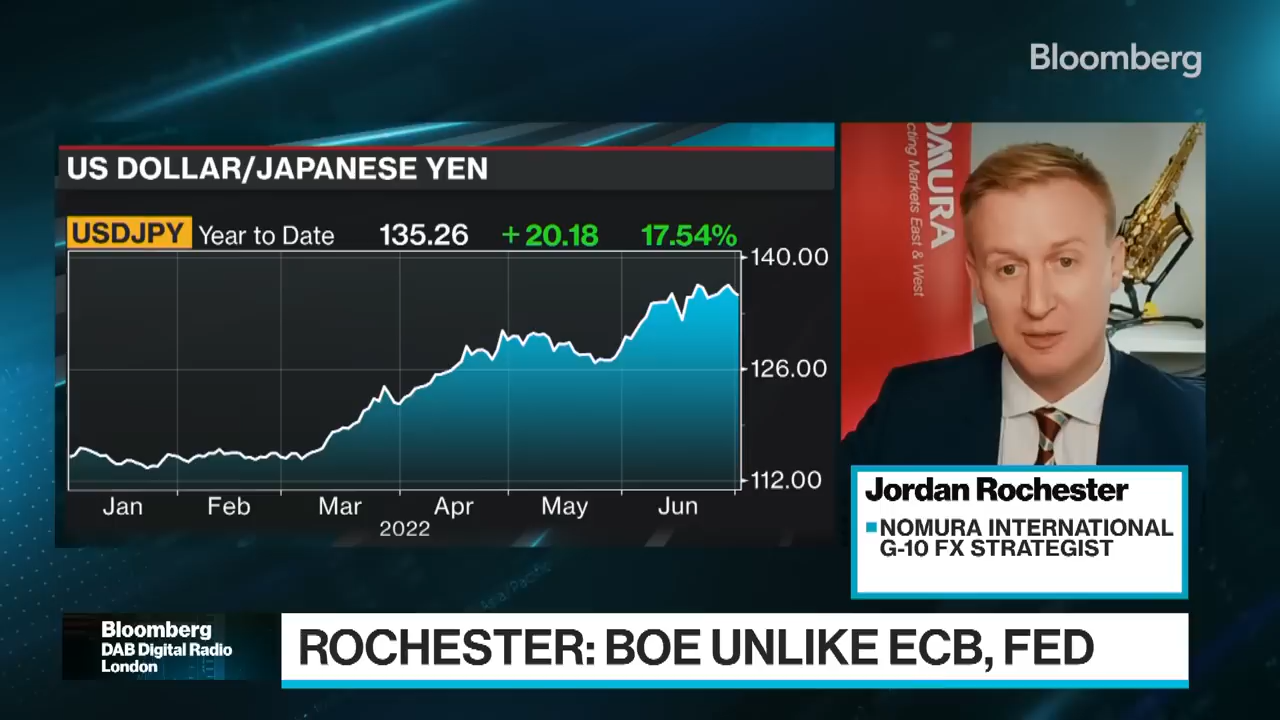 Bloomberg
US DOLLAR/JAPANESE YEN
USDJPY Year to Date 135.26 +20.18 17.54%
140.00
126.00
112.00
Jan Feb Mar Apr May Jun
2022
OMURA
cting Markets East & West
Jordan Rochester
NOMURA INTERNATIONAL
G-10 FX STRATEGIST
Bloomberg
DAB Digital Radio
London
ROCHESTER: BOE UNLIKE ECB, FED